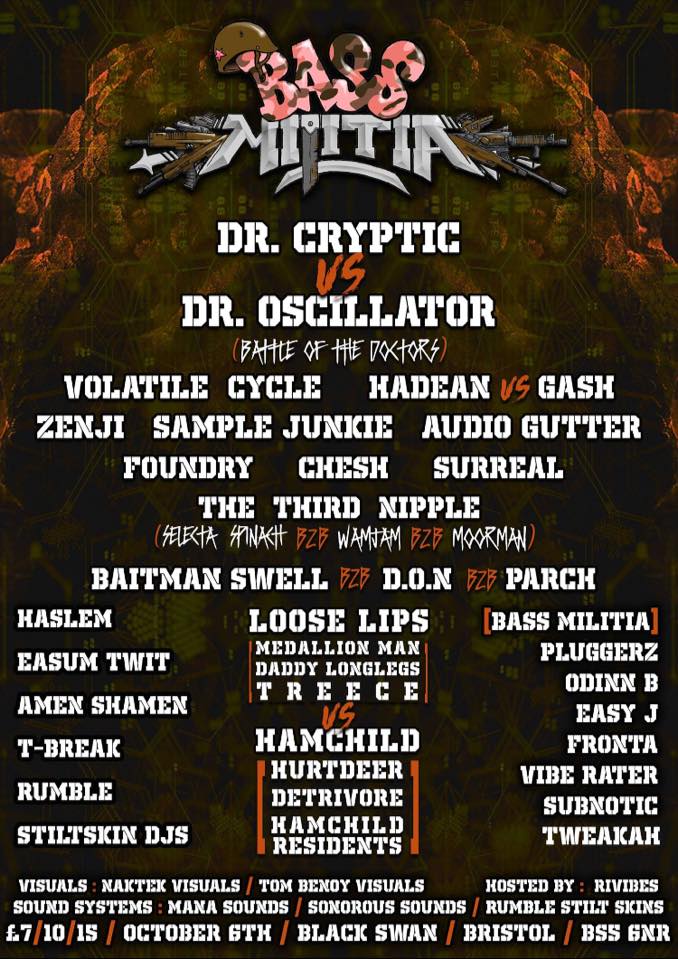 BASS
MILITIA
DR. CRYPTIC
VS
DR. OSCILLATOR
(BATTLE OF THE DOCTORS)
VOLATILE CYCLE HADEAN VS GASH
ZENJI SAMPLE JUNKIE AUDIO GUTTER
FOUNDRY CHESH SURREAL
THE THIRD NIPPLE
(SELECTA SPINACH B2B WAMJAM B2B MOORMAN)
BAITMAN SWELL B2B D.O.N B2B PARCH
HASLEM
EASUM TWIT
AMEN SHAMEN
T-BREAK
RUMBLE
STILTSKIN DJS
LOOSE LIPS
MEDALLION MAN
DADDY LONGLEGS
TREECE
VS
HAMCHILD
HURTDEER
DETRIVORE
HAMCHILD
RESIDENTS
[BASS MILITIA]
PLUGGERZ
ODINN B
EASY J
FRONTA
VIBE RATER
SUBNOTIC
TWEAKAH
VISUALS : NAKTEK VISUALS / TOM BENOY VISUALS HOSTED BY : RIVIBES
SOUND SYSTEMS : MANA SOUNDS / SONOROUS SOUNDS / RUMBLE STILT SKINS
£7/10/15 / OCTOBER 6TH / BLACK SWAN / BRISTOL / BS5 6NR